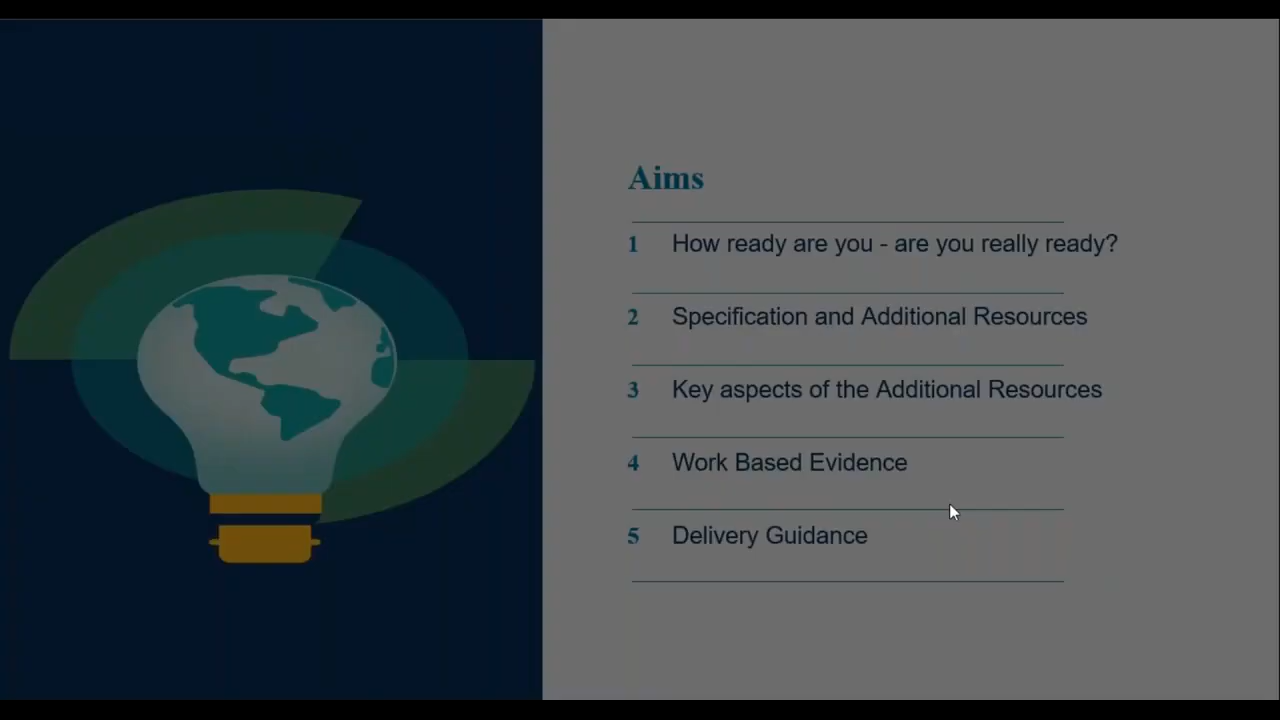 Aims
1 How ready are you - are you really ready?
2 Specification and Additional Resources
3 Key aspects of the Additional Resources
4 Work Based Evidence
5 Delivery Guidance